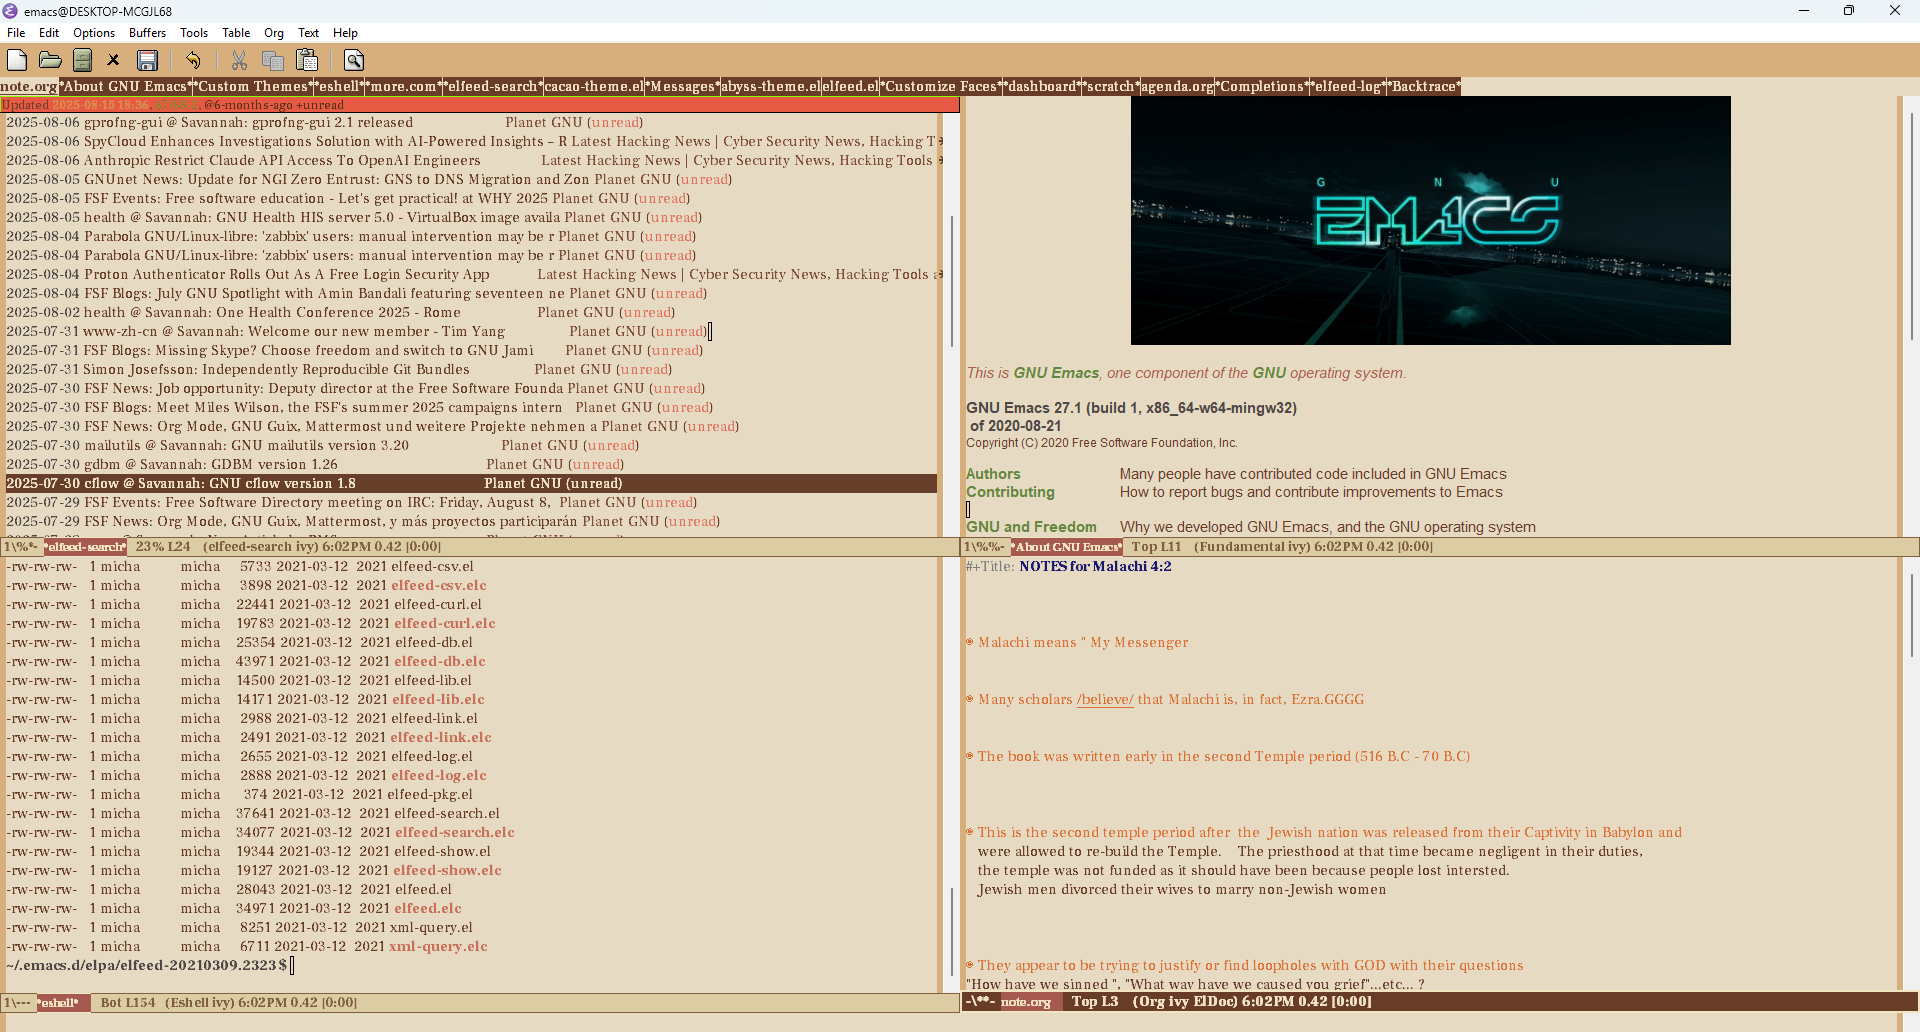 emacs@DESKTOP-MCGJL68
File Edit Options Buffers Tools Table Org Text Help
note.org *About GNU Emacs* *Custom Themes* *eshell* *more.com* *elfeed-search* cacao-theme.el *Messages* abyss-theme.el elfeed.el *Customize Faces* *dashboard* *scratch* agenda.org *Completions* *elfeed-log* *Backtrace*
Updated 2025-08-15 18:36, @6-months-ago +unread
2025-08-06 gprofng-gui @ Savannah: gprofng-gui 2.1 released Planet GNU (unread)
2025-08-06 SpyCloud Enhances Investigations Solution with AI-Powered Insights – R Latest Hacking News | Cyber Security News, Hacking T
2025-08-06 Anthropic Restrict Claude API Access To OpenAI Engineers Latest Hacking News | Cyber Security News, Hacking Tools
2025-08-05 GNUnet News: Update for NGI Zero Entrust: GNS to DNS Migration and Zon Planet GNU (unread)
2025-08-05 FSF Events: Free software education - Let's get practical! at WHY 2025 Planet GNU (unread)
2025-08-05 health @ Savannah: GNU Health HIS server 5.0 - VirtualBox image availa Planet GNU (unread)
2025-08-04 Parabola GNU/Linux-libre: 'zabbix' users: manual intervention may be r Planet GNU (unread)
2025-08-04 Parabola GNU/Linux-libre: 'zabbix' users: manual intervention may be r Planet GNU (unread)
2025-08-04 Proton Authenticator Rolls Out As A Free Login Security App Latest Hacking News | Cyber Security News, Hacking Tools a
2025-08-04 FSF Blogs: July GNU Spotlight with Amin Bandali featuring seventeen ne Planet GNU (unread)
2025-08-02 health @ Savannah: One Health Conference 2025 - Rome Planet GNU (unread)
2025-07-31 www-zh-cn @ Savannah: Welcome our new member - Tim Yang Planet GNU (unread)
2025-07-31 FSF Blogs: Missing Skype? Choose freedom and switch to GNU Jami Planet GNU (unread)
2025-07-31 Simon Josefsson: Independently Reproducible Git Bundles Planet GNU (unread)
2025-07-30 FSF News: Job opportunity: Deputy director at the Free Software Founda Planet GNU (unread)
2025-07-30 FSF Blogs: Meet Miles Wilson, the FSF's summer 2025 campaigns intern Planet GNU (unread)
2025-07-30 FSF News: Org Mode, GNU Guix, Mattermost und weitere Projekte nehmen a Planet GNU (unread)
2025-07-30 mailutils @ Savannah: GNU mailutils version 3.20 Planet GNU (unread)
2025-07-30 gdbm @ Savannah: GDBM version 1.26 Planet GNU (unread)
2025-07-30 cflow @ Savannah: GNU cflow version 1.8 Planet GNU (unread)
2025-07-29 FSF Events: Free Software Directory meeting on IRC: Friday, August 8, Planet GNU (unread)
2025-07-29 FSF News: Org Mode, GNU Guix, Mattermost, y más proyectos participarán Planet GNU (unread)
1\%*- *elfeed-search* 23% L24 (elfeed-search ivy) 6:02PM 0.42 [0:00]
GNU
EMACS
This is GNU Emacs, one component of the GNU operating system.
GNU Emacs 27.1 (build 1, x86_64-w64-mingw32)
of 2020-08-21
Copyright (C) 2020 Free Software Foundation, Inc.
Authors Many people have contributed code included in GNU Emacs
Contributing How to report bugs and contribute improvements to Emacs
GNU and Freedom Why we developed GNU Emacs, and the GNU operating system
1\%%- *About GNU Emacs* Top L11 (Fundamental ivy) 6:02PM 0.42 [0:00]
-rw-rw-rw- 1 micha micha 5733 2021-03-12 2021 elfeed-csv.el
-rw-rw-rw- 1 micha micha 3898 2021-03-12 2021 elfeed-csv.elc
-rw-rw-rw- 1 micha micha 22441 2021-03-12 2021 elfeed-curl.el
-rw-rw-rw- 1 micha micha 19783 2021-03-12 2021 elfeed-curl.elc
-rw-rw-rw- 1 micha micha 25354 2021-03-12 2021 elfeed-db.el
-rw-rw-rw- 1 micha micha 43971 2021-03-12 2021 elfeed-db.elc
-rw-rw-rw- 1 micha micha 14500 2021-03-12 2021 elfeed-lib.el
-rw-rw-rw- 1 micha micha 14171 2021-03-12 2021 elfeed-lib.elc
-rw-rw-rw- 1 micha micha 2988 2021-03-12 2021 elfeed-link.el
-rw-rw-rw- 1 micha micha 2491 2021-03-12 2021 elfeed-link.elc
-rw-rw-rw- 1 micha micha 2655 2021-03-12 2021 elfeed-log.el
-rw-rw-rw- 1 micha micha 2888 2021-03-12 2021 elfeed-log.elc
-rw-rw-rw- 1 micha micha 374 2021-03-12 2021 elfeed-pkg.el
-rw-rw-rw- 1 micha micha 37641 2021-03-12 2021 elfeed-search.el
-rw-rw-rw- 1 micha micha 34077 2021-03-12 2021 elfeed-search.elc
-rw-rw-rw- 1 micha micha 19344 2021-03-12 2021 elfeed-show.el
-rw-rw-rw- 1 micha micha 19127 2021-03-12 2021 elfeed-show.elc
-rw-rw-rw- 1 micha micha 28043 2021-03-12 2021 elfeed.el
-rw-rw-rw- 1 micha micha 34971 2021-03-12 2021 elfeed.elc
-rw-rw-rw- 1 micha micha 8251 2021-03-12 2021 xml-query.el
-rw-rw-rw- 1 micha micha 6711 2021-03-12 2021 xml-query.elc
~/.emacs.d/elpa/elfeed-20210309.2323 $
1\--- *eshell* Bot L154 (Eshell ivy) 6:02PM 0.42 [0:00]
#+Title: NOTES for Malachi 4:2
Malachi means " My Messenger
Many scholars /believe/ that Malachi is, in fact, Ezra.GGGG
The book was written early in the second Temple period (516 B.C - 70 B.C)
This is the second temple period after the Jewish nation was released from their Captivity in Babylon and
were allowed to re-build the Temple. The priesthood at that time became negligent in their duties,
the temple was not funded as it should have been because people lost intersted.
Jewish men divorced their wives to marry non-Jewish women
They appear to be trying to justify or find loopholes with GOD with their questions
"How have we sinned ", "What way have we caused you grief"...etc... ?
-\**- note.org Top L3 (Org ivy ElDoc) 6:02PM 0.42 [0:00]